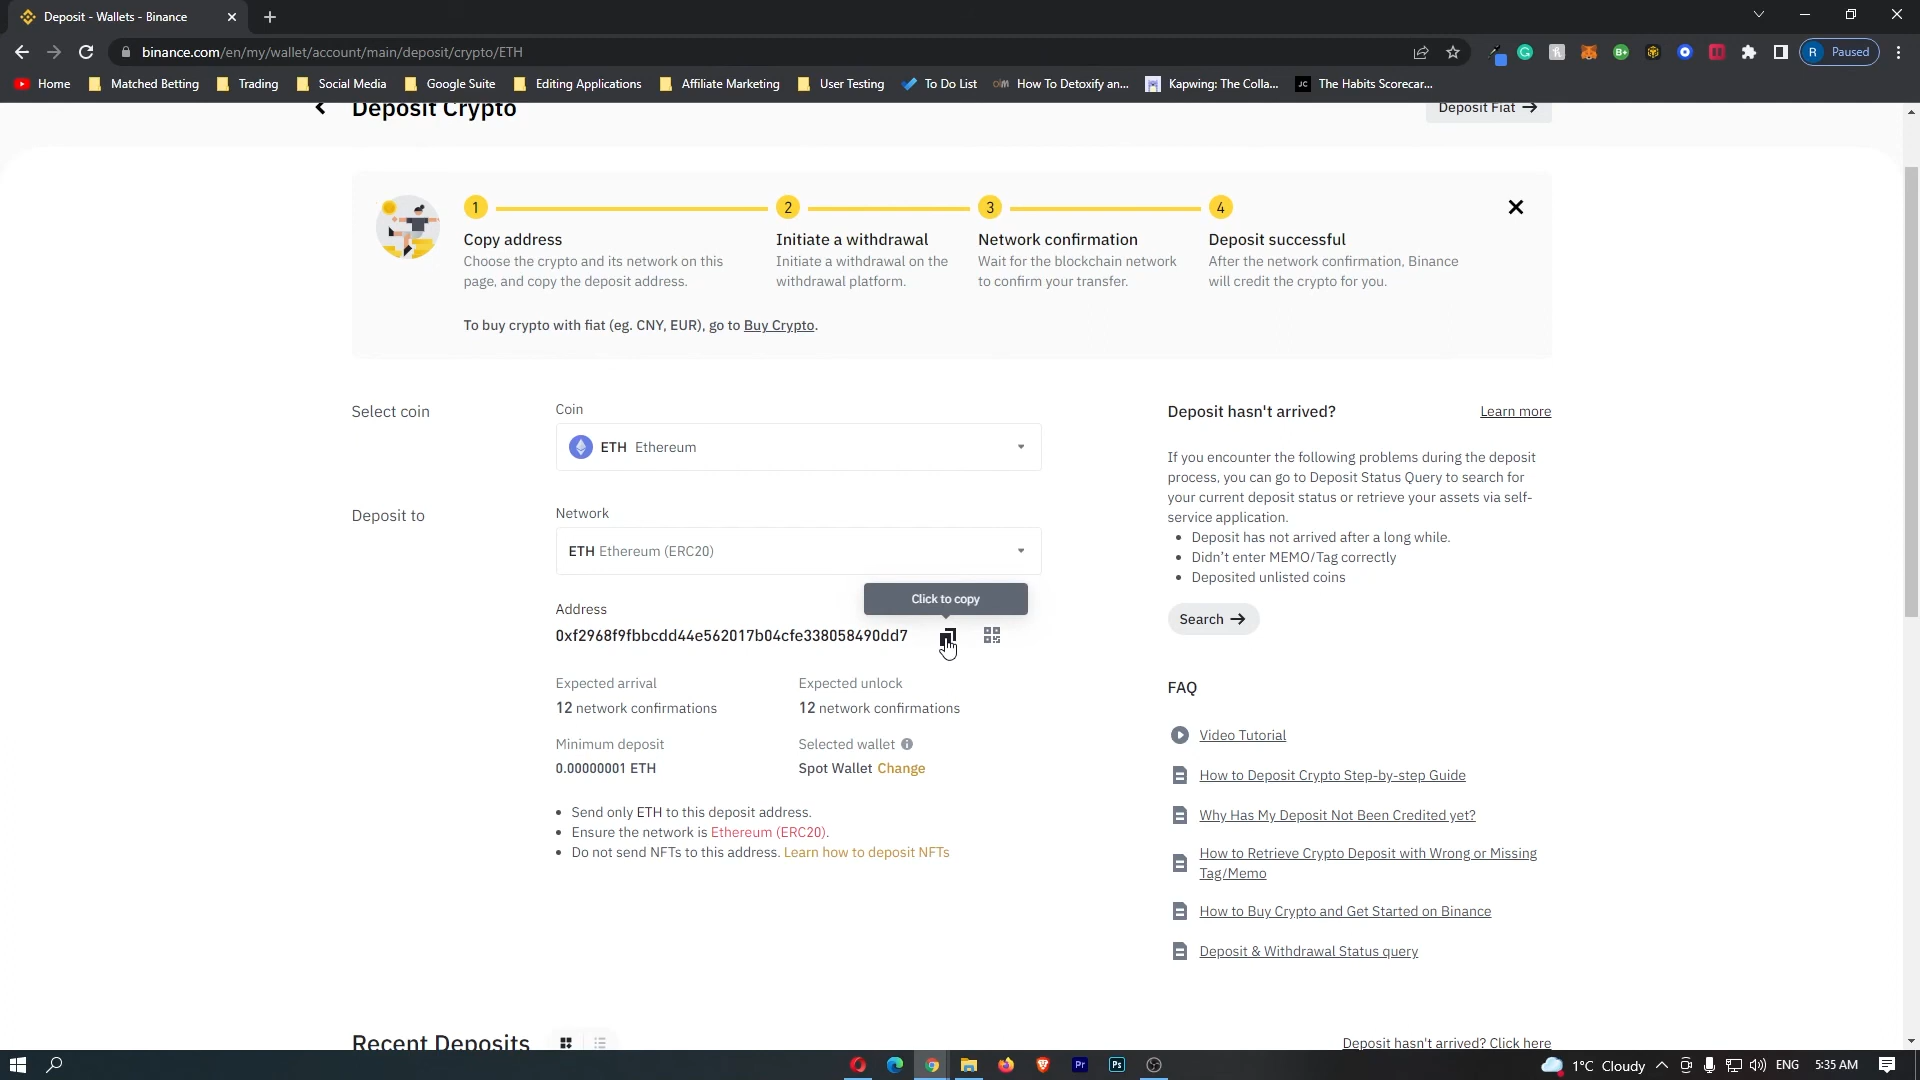 Deposit - Wallets - Binance
binance.com/en/my/wallet/account/main/deposit/crypto/ETH
R Paused
Home Matched Betting Trading Social Media Google Suite Editing Applications Affiliate Marketing User Testing To Do List How To Detoxify an... Kapwing: The Colla... JC The Habits Scorecar...
Deposit Crypto
Deposit Fiat →
1 2 3 4
Copy address
Choose the crypto and its network on this
page, and copy the deposit address.
Initiate a withdrawal
Initiate a withdrawal on the
withdrawal platform.
Network confirmation
Wait for the blockchain network
to confirm your transfer.
Deposit successful
After the network confirmation, Binance
will credit the crypto for you.
To buy crypto with fiat (eg. CNY, EUR), go to Buy Crypto.
Select coin
Coin
ETH Ethereum
Deposit to
Network
ETH Ethereum (ERC20)
Click to copy
Address
0xf2968f9fbbcdd44e562017b04cfe338058490dd7
Expected arrival
12 network confirmations
Expected unlock
12 network confirmations
Minimum deposit
0.00000001 ETH
Selected wallet
Spot Wallet Change
• Send only ETH to this deposit address.
• Ensure the network is Ethereum (ERC20).
• Do not send NFTs to this address. Learn how to deposit NFTs
Deposit hasn't arrived?
Learn more
If you encounter the following problems during the deposit
process, you can go to Deposit Status Query to search for
your current deposit status or retrieve your assets via self-
service application.
• Deposit has not arrived after a long while.
• Didn't enter MEMO/Tag correctly
• Deposited unlisted coins
Search →
FAQ
Video Tutorial
How to Deposit Crypto Step-by-step Guide
Why Has My Deposit Not Been Credited yet?
How to Retrieve Crypto Deposit with Wrong or Missing
Tag/Memo
How to Buy Crypto and Get Started on Binance
Deposit & Withdrawal Status query
Recent Deposits
Deposit hasn't arrived? Click here
Pr Ps 1°C Cloudy ENG 5:35 AM